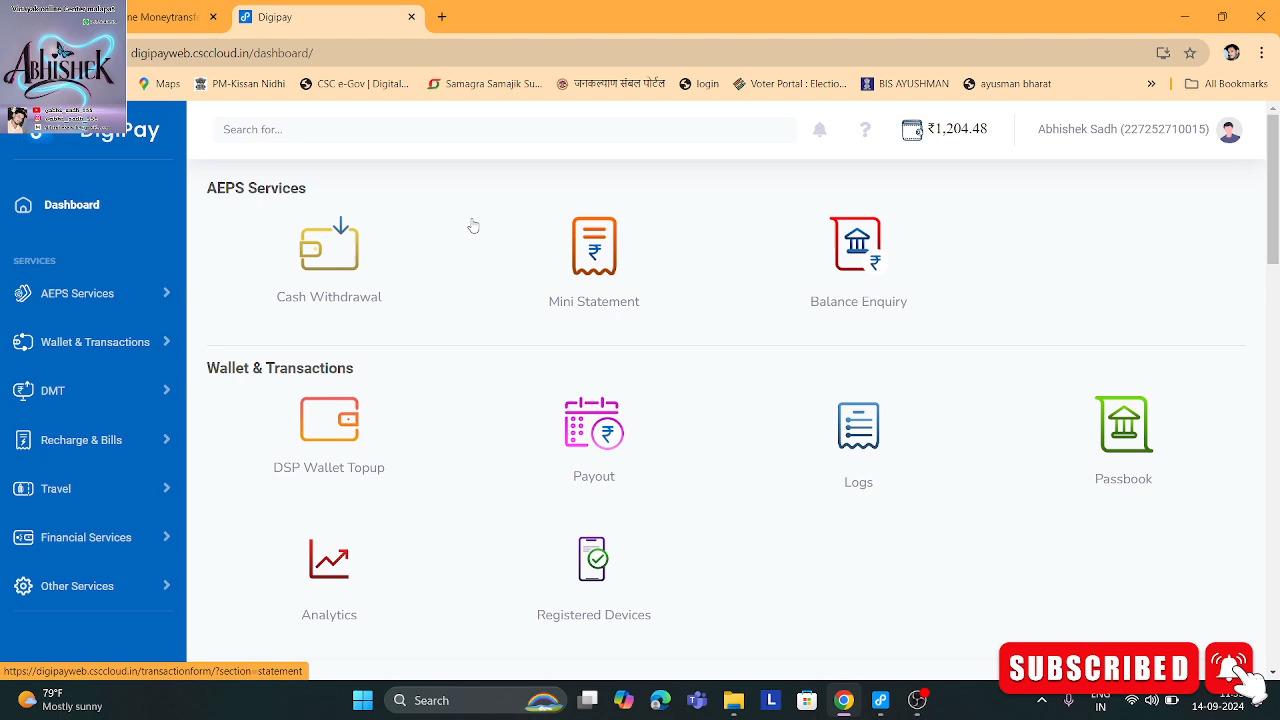 Vinayakonline Chandramalapas
ABHISHEK
e Moneytransfe
Digipay
digipayweb.csccloud.in/dashboard/
Maps
PM-Kissan Nidhi
CSC e-Gov | Digital...
Samagra Samajik Su...
जनकल्याण संबल पोर्टल
login
Voter Portal : Electio...
BIS AYUSHMAN
ayusman bharat
»
All Bookmarks
DigiPay
Search for...
?
₹1,204.48
Abhishek Sadh (227252710015)
Dashboard
SERVICES
AEPS Services
Wallet & Transactions
DMT
Recharge & Bills
Travel
Financial Services
Other Services
AEPS Services
Cash Withdrawal
Mini Statement
Balance Enquiry
Wallet & Transactions
DSP Wallet Topup
Payout
Logs
Passbook
Analytics
Registered Devices
https://digipayweb.csccloud.in/transactionform/?section=statement
SUBSCRIBED
79°F
Mostly sunny
Search
ENG
IN
14-09-2024